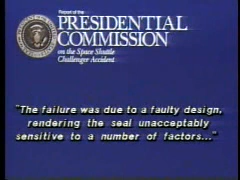 Report of the
PRESIDENTIAL
COMMISSION
on the Space Shuttle
Challenger Accident
"The failure was due to a faulty design,
rendering the seal unacceptably
sensitive to a number of factors..."